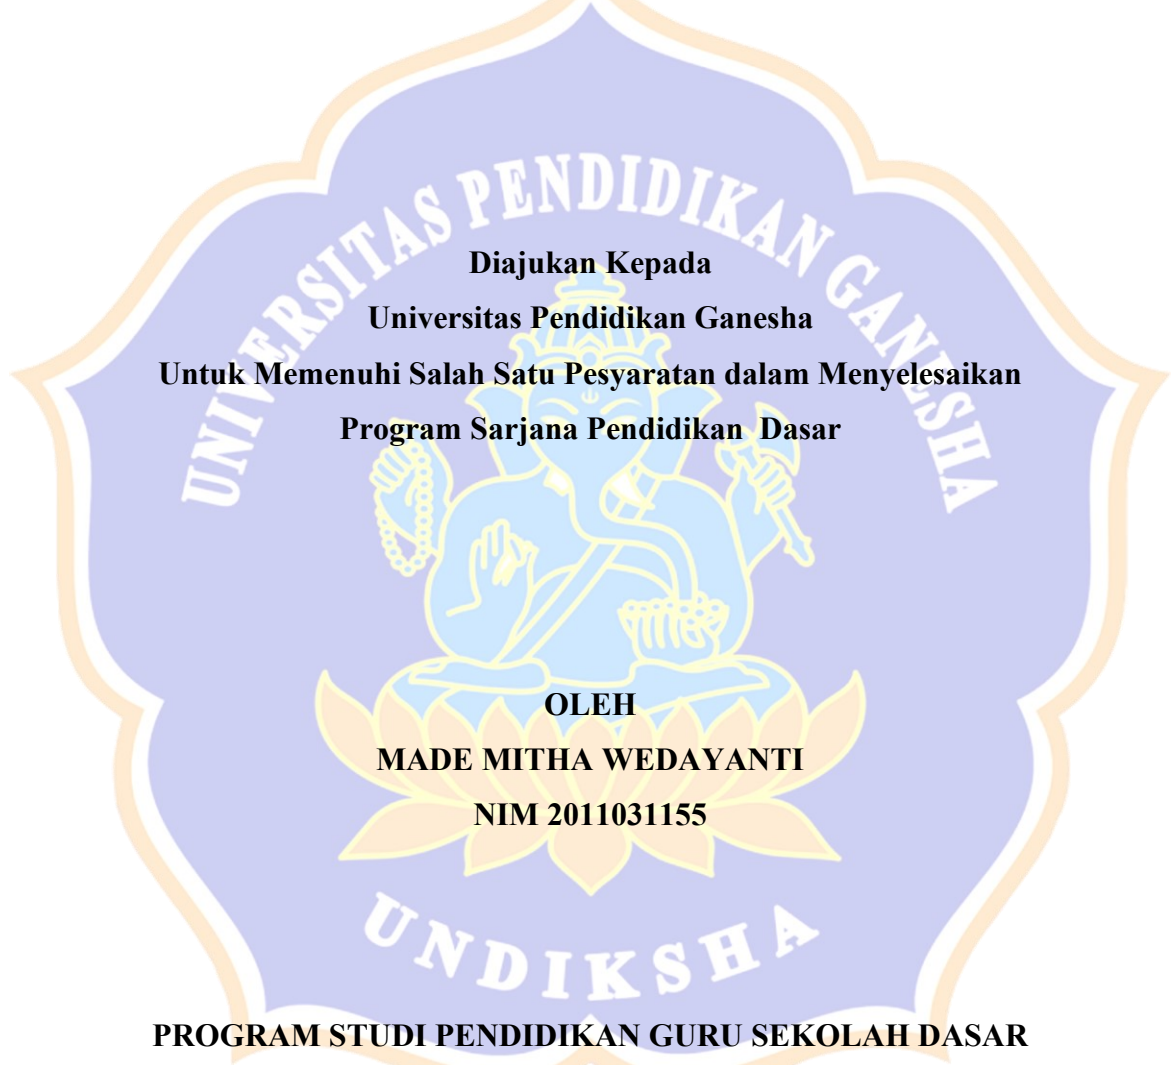 UNIVERSITAS PENDIDIKAN GANESHA
Diajukan Kepada
Universitas Pendidikan Ganesha
Untuk Memenuhi Salah Satu Pesyaratan dalam Menyelesaikan
Program Sarjana Pendidikan Dasar
OLEH
MADE MITHA WEDAYANTI
NIM 2011031155
UNDIKSHA
PROGRAM STUDI PENDIDIKAN GURU SEKOLAH DASAR